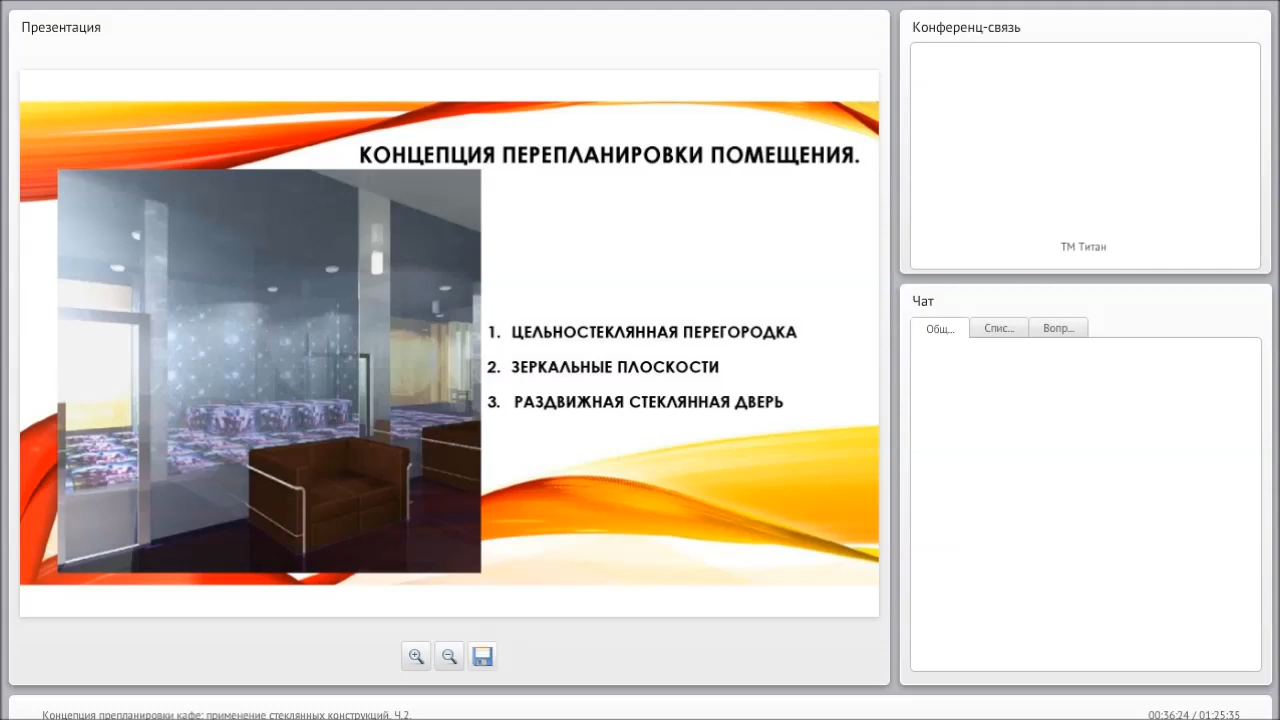 Презентация
КОНЦЕПЦИЯ ПЕРЕПЛАНИРОВКИ ПОМЕЩЕНИЯ.
1. ЦЕЛЬНОСТЕКЛЯННАЯ ПЕРЕГОРОДКА
2. ЗЕРКАЛЬНЫЕ ПЛОСКОСТИ
3. РАЗДВИЖНАЯ СТЕКЛЯННАЯ ДВЕРЬ
Конференц-связь
ТМ Титан
Чат
Общ... Спис... Вопр...
Концепция препланировки кафе: применение стеклянных конструкций. Ч.2.
00:36:24 / 01:25:35